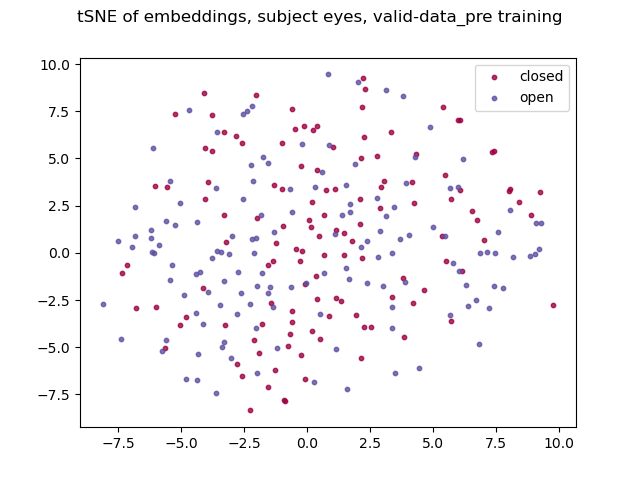 tSNE of embeddings, subject eyes, valid-data_pre training
closed
open
10.0
7.5
5.0
2.5
0.0
−2.5
−5.0
−7.5
−7.5 −5.0 −2.5 0.0 2.5 5.0 7.5 10.0